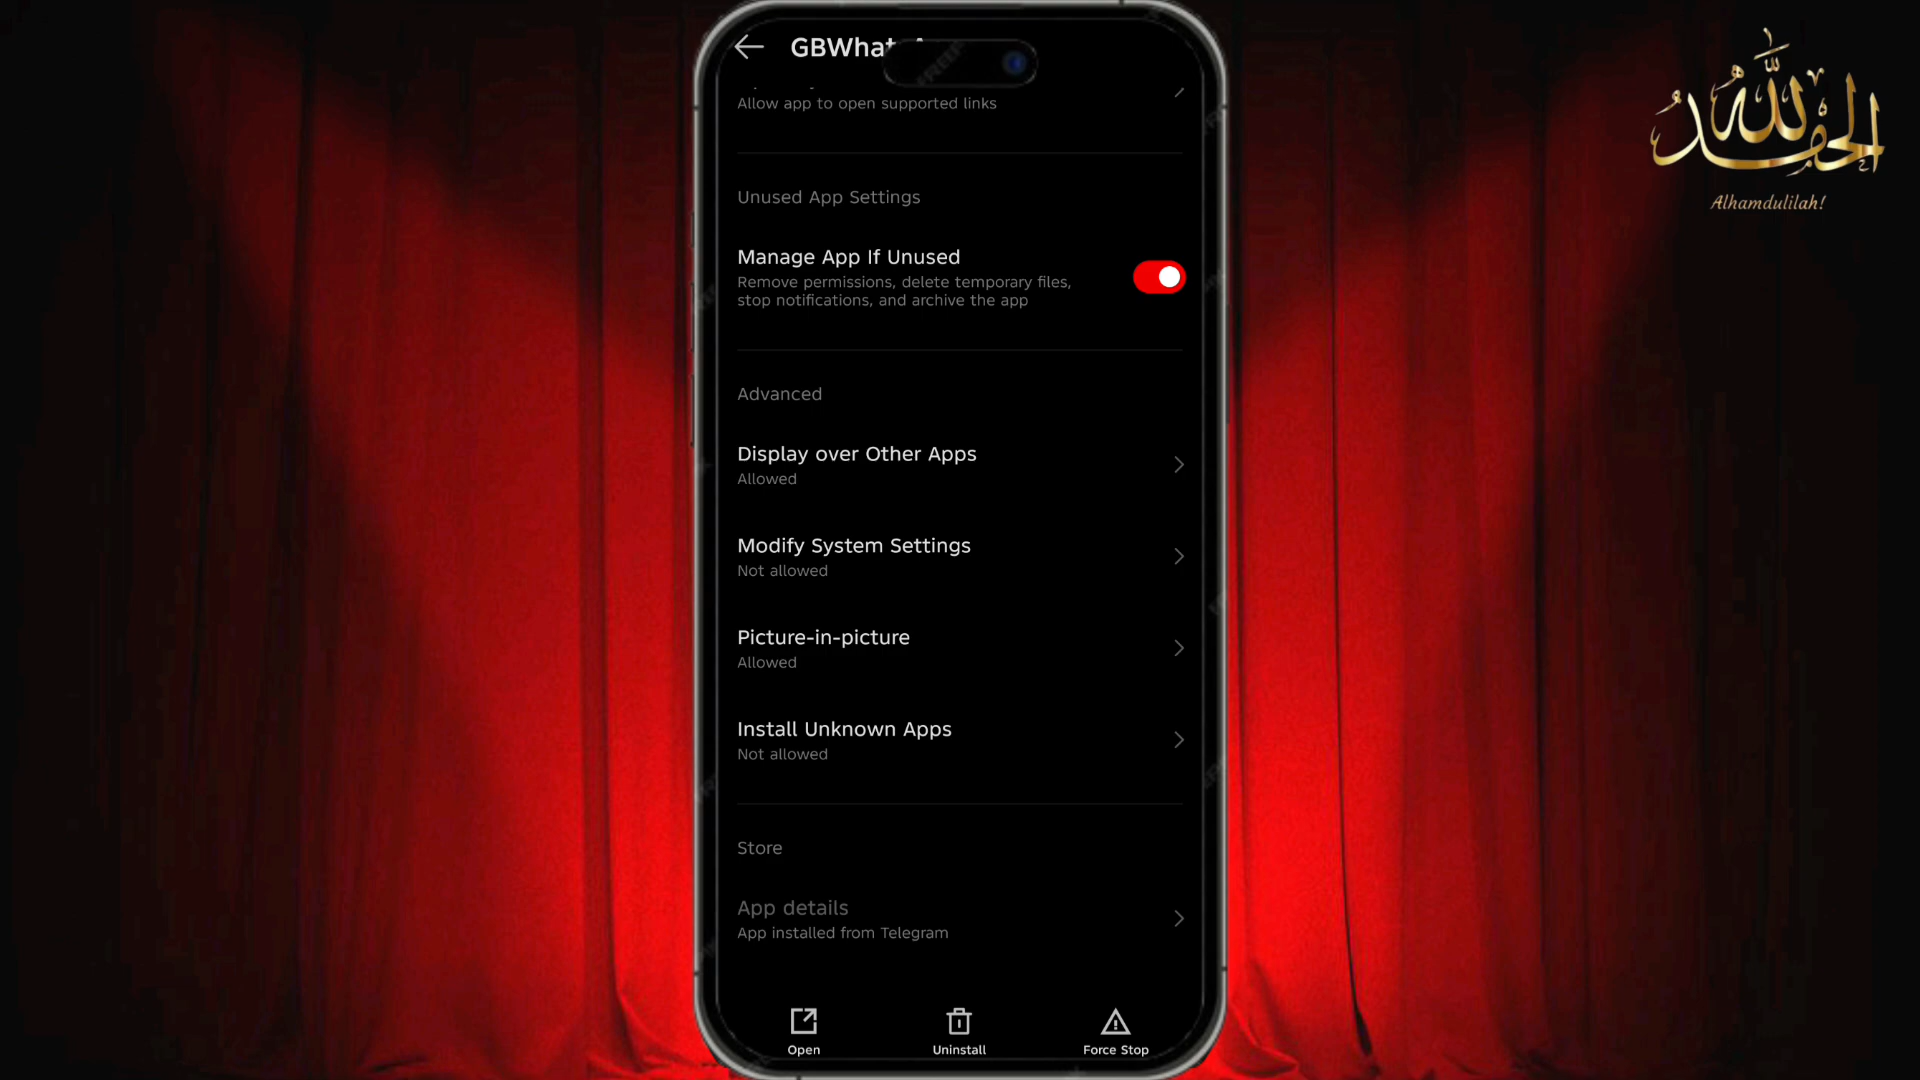 GBWhat
Allow app to open supported links
Unused App Settings
Manage App If Unused
Remove permissions, delete temporary files,
stop notifications, and archive the app
Advanced
Display over Other Apps
Allowed
Modify System Settings
Not allowed
Picture-in-picture
Allowed
Install Unknown Apps
Not allowed
Store
App details
App installed from Telegram
Open
Uninstall
Force Stop
الحمد لله
Alhamdulilah!